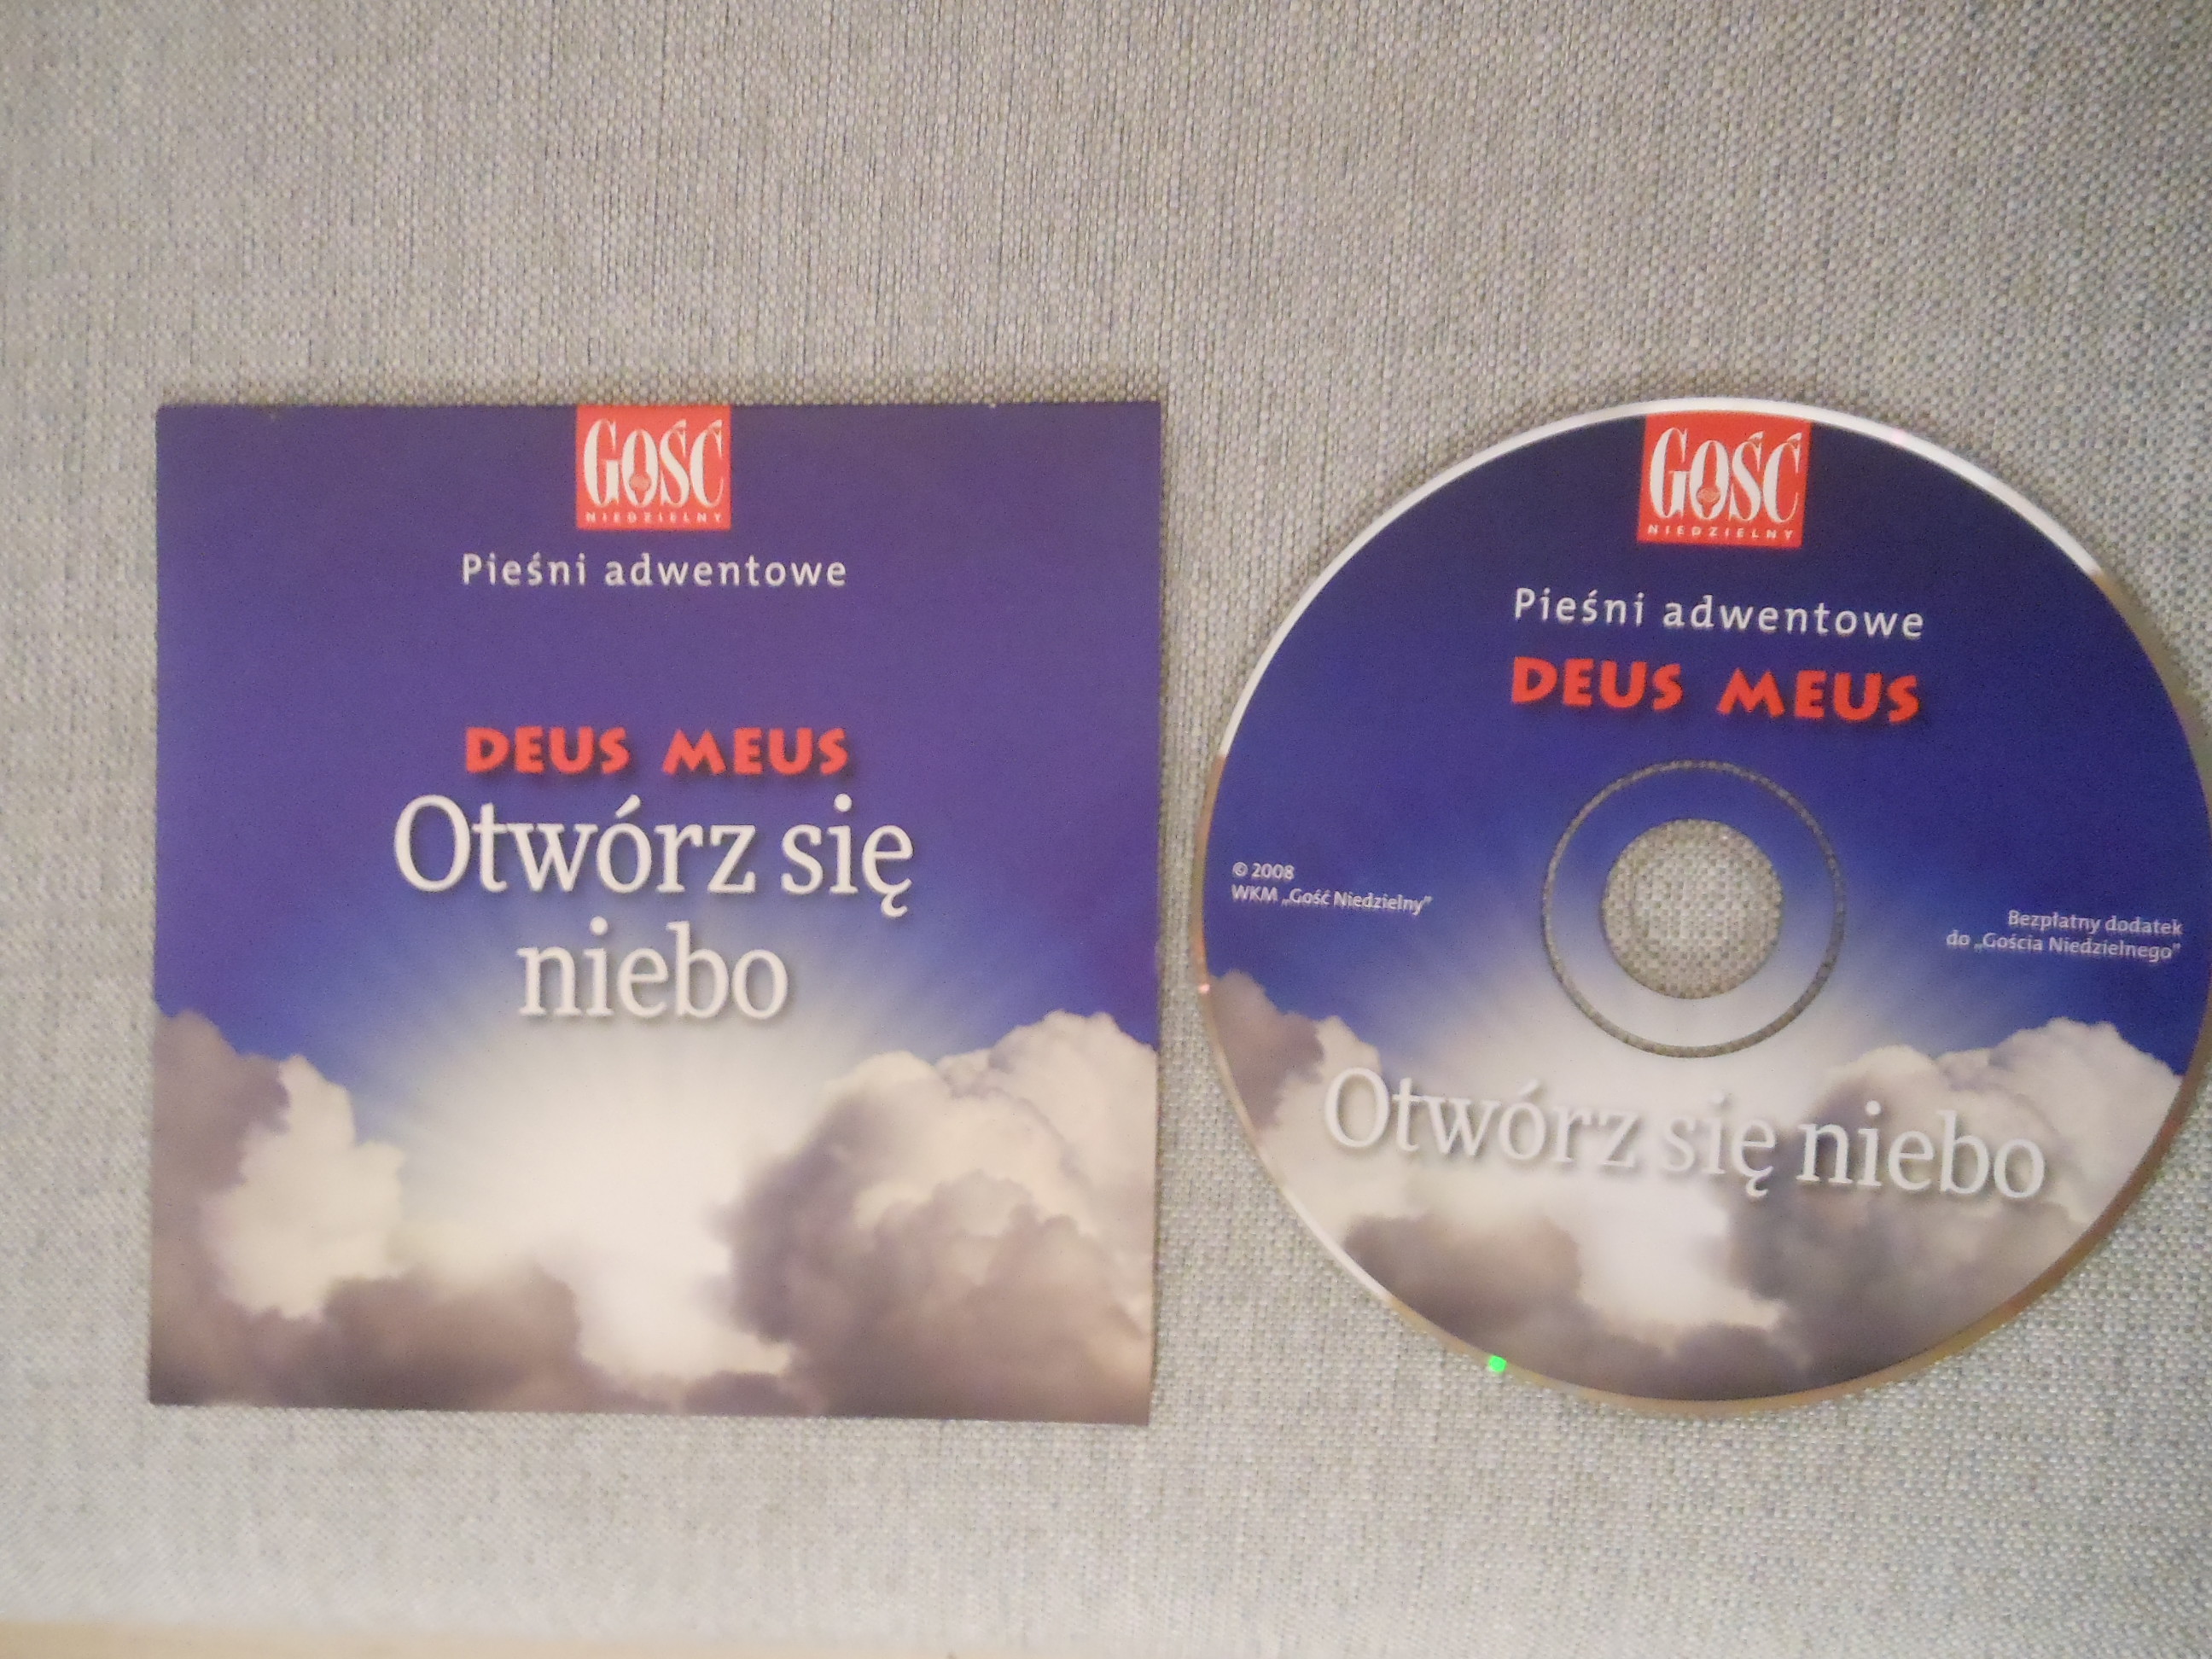 GOŚĆ
NIEDZIELNY
Pieśni adwentowe
DEUS MEUS
Otwórz się
niebo
GOŚĆ
NIEDZIELNY
Pieśni adwentowe
DEUS MEUS
© 2008
WKM „Gość Niedzielny”
Bezpłatny dodatek
do „Gościa Niedzielnego”
Otwórz się niebo